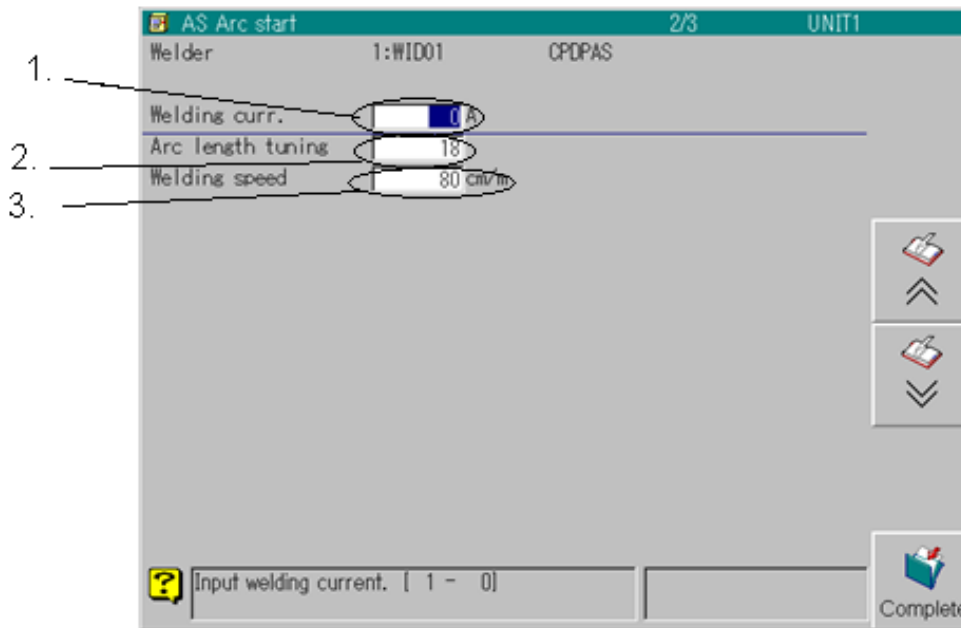 AS Arc start 2/3 UNIT1
Welder 1:WID01 CPDPAS
1.
Welding curr. 0 A
2.
Arc length tuning 18
3.
Welding speed 80 cm/m
Input welding current. [ 1 - 0]
Complete